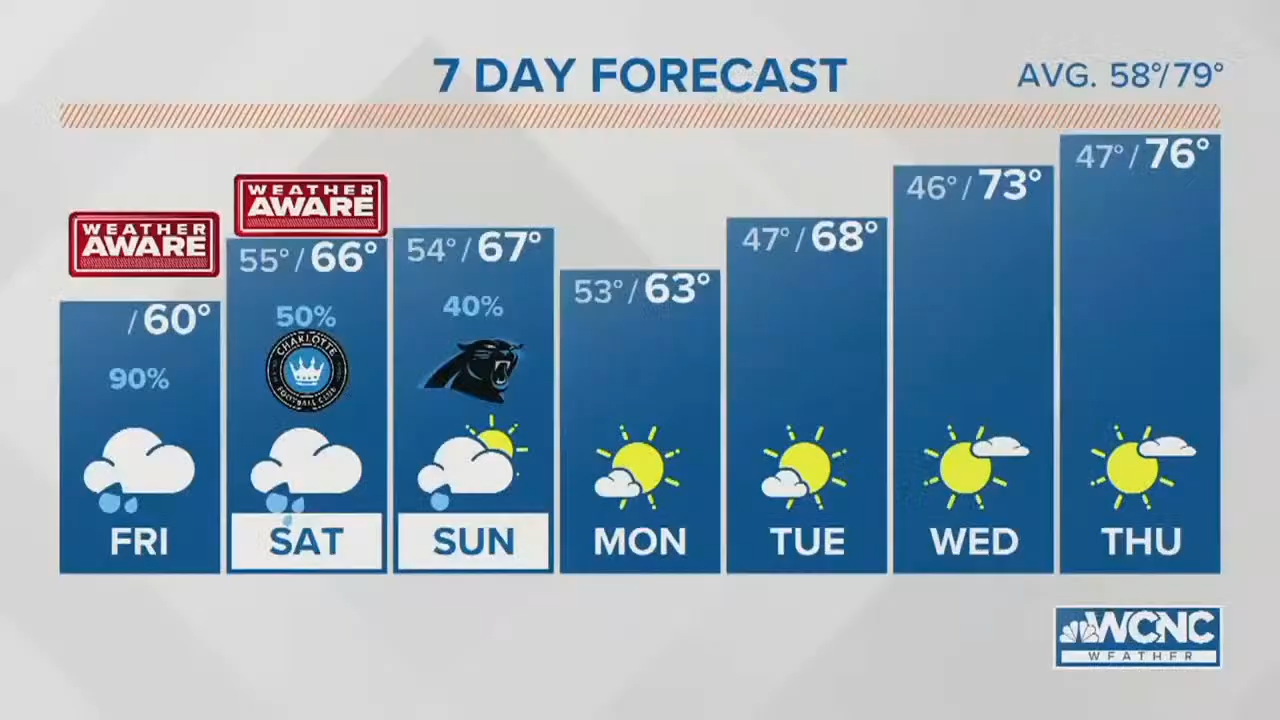 7 DAY FORECAST
AVG. 58°/79°
WEATHER
AWARE
/60°
90%
FRI
WEATHER
AWARE
55°/66°
50%
CHARLOTTE
FOOTBALL CLUB
SAT
54°/67°
40%
SUN
53°/63°
MON
47°/68°
TUE
46°/73°
WED
47°/76°
THU
WCNC
WEATHER